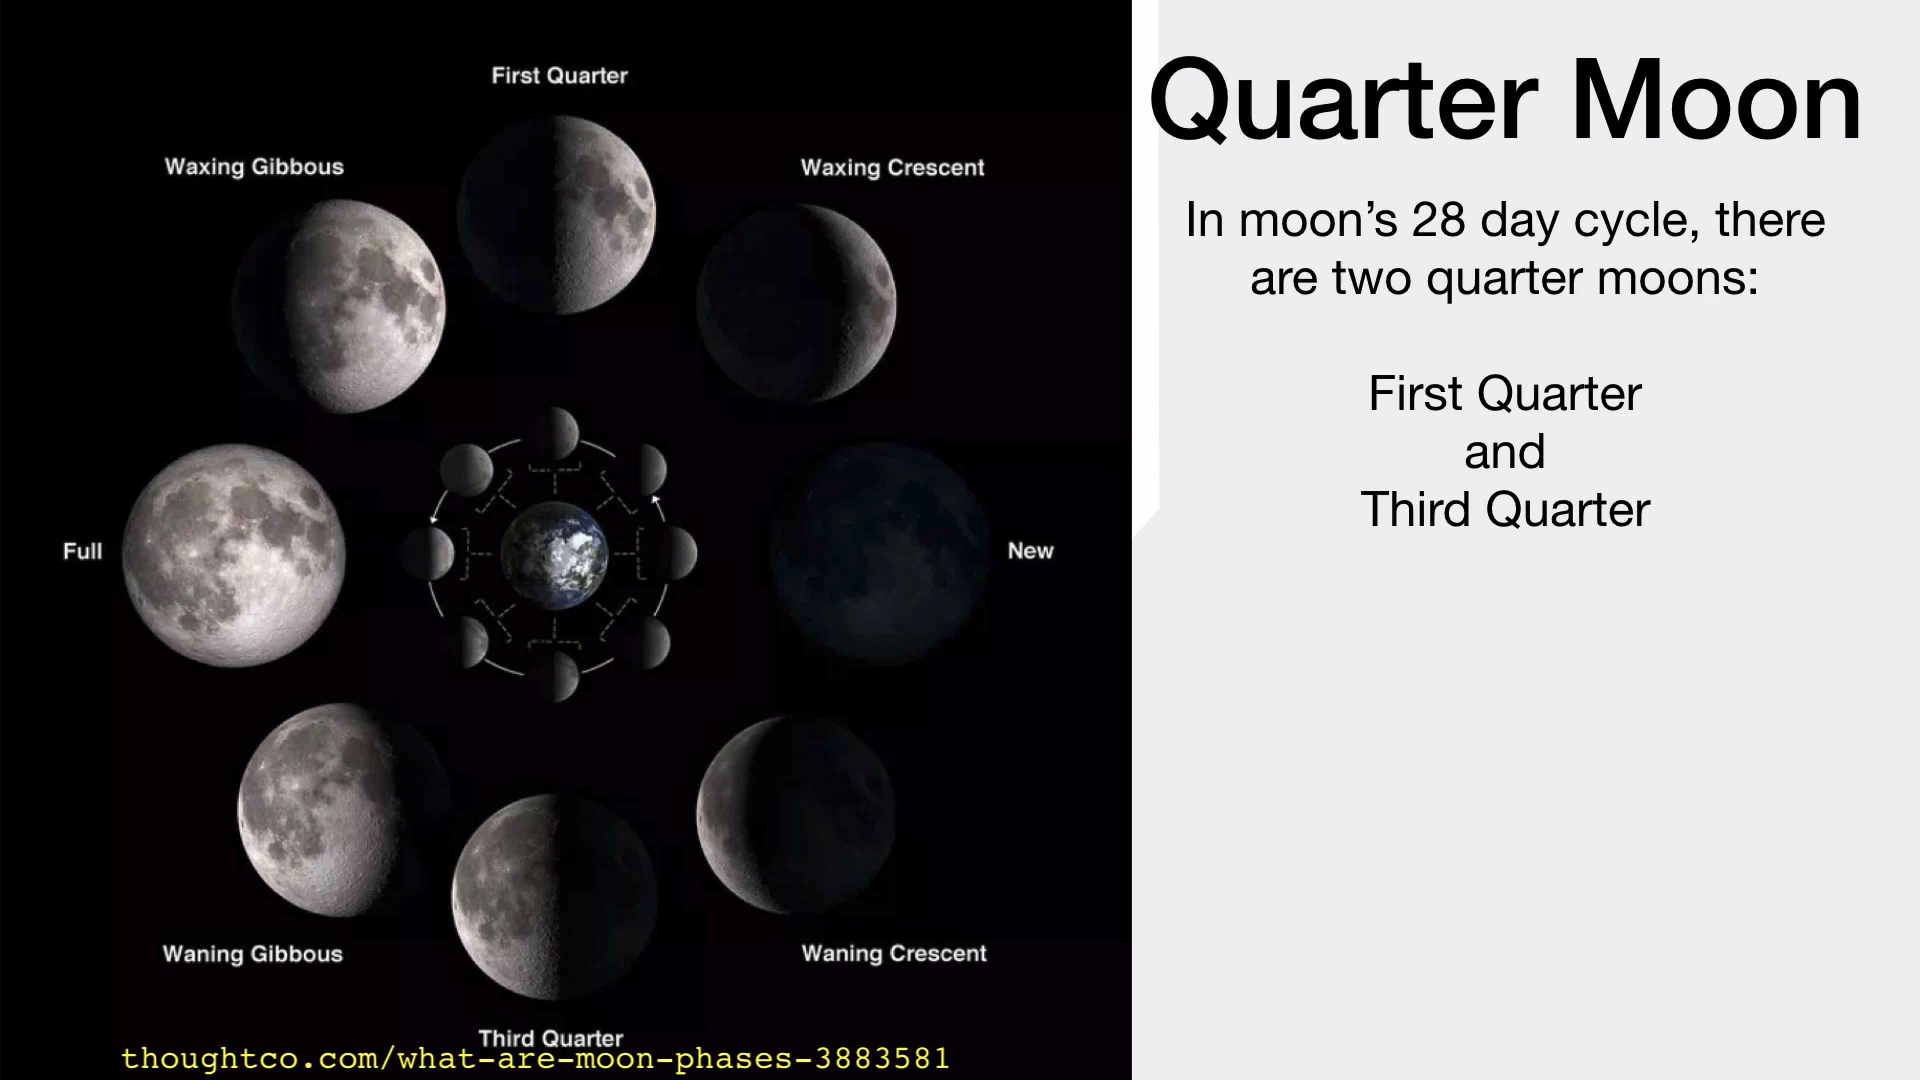 First Quarter
Waxing Gibbous
Waxing Crescent
Full
New
Waning Gibbous
Waning Crescent
Third Quarter
thoughtco.com/what-are-moon-phases-3883581
Quarter Moon
In moon’s 28 day cycle, there
are two quarter moons:
First Quarter
and
Third Quarter